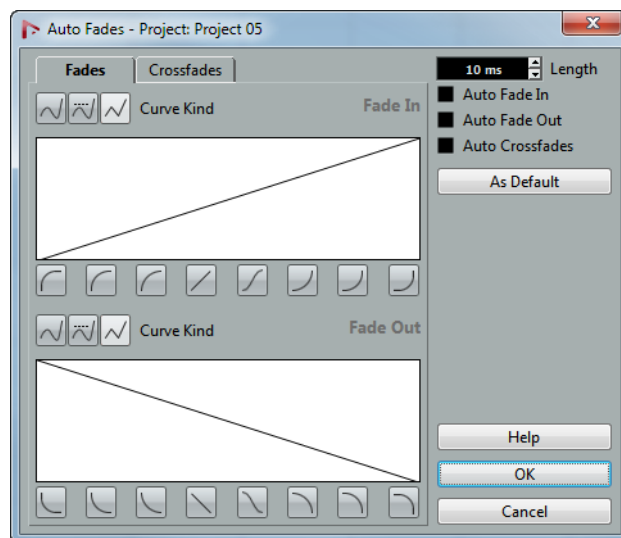 Auto Fades - Project: Project 05
Fades
Crossfades
Curve Kind
Fade In
Curve Kind
Fade Out
10 ms
Length
Auto Fade In
Auto Fade Out
Auto Crossfades
As Default
Help
OK
Cancel